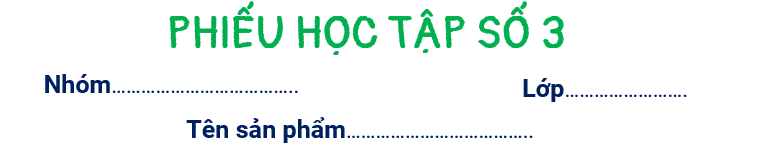 PHIẾU HỌC TẬP SỐ 3
Nhóm……………………………….. Lớp…………………….
Tên sản phẩm………………………………..